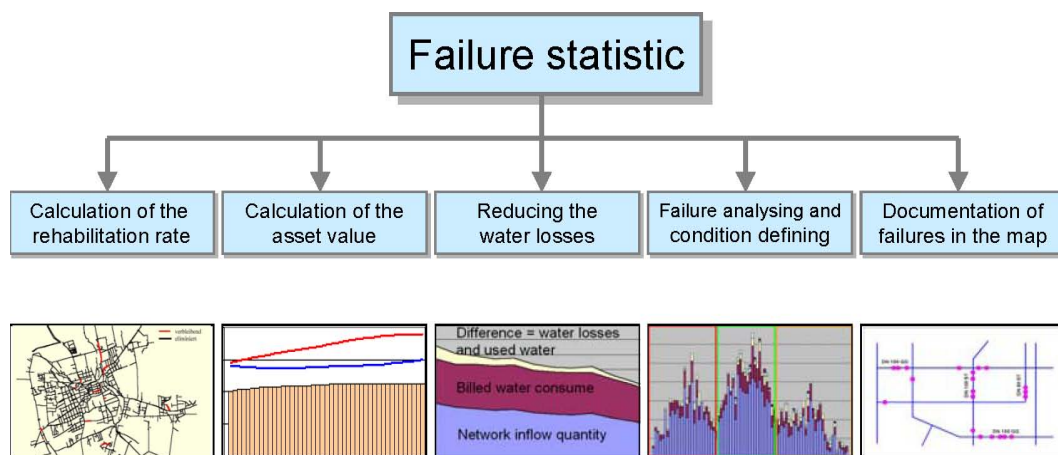 Failure statistic
Calculation of the
rehabilitation rate
Calculation of the
asset value
Reducing the
water losses
Failure analysing and
condition defining
Documentation of
failures in the map
Difference = water losses
and used water
Billed water consume
Network inflow quantity